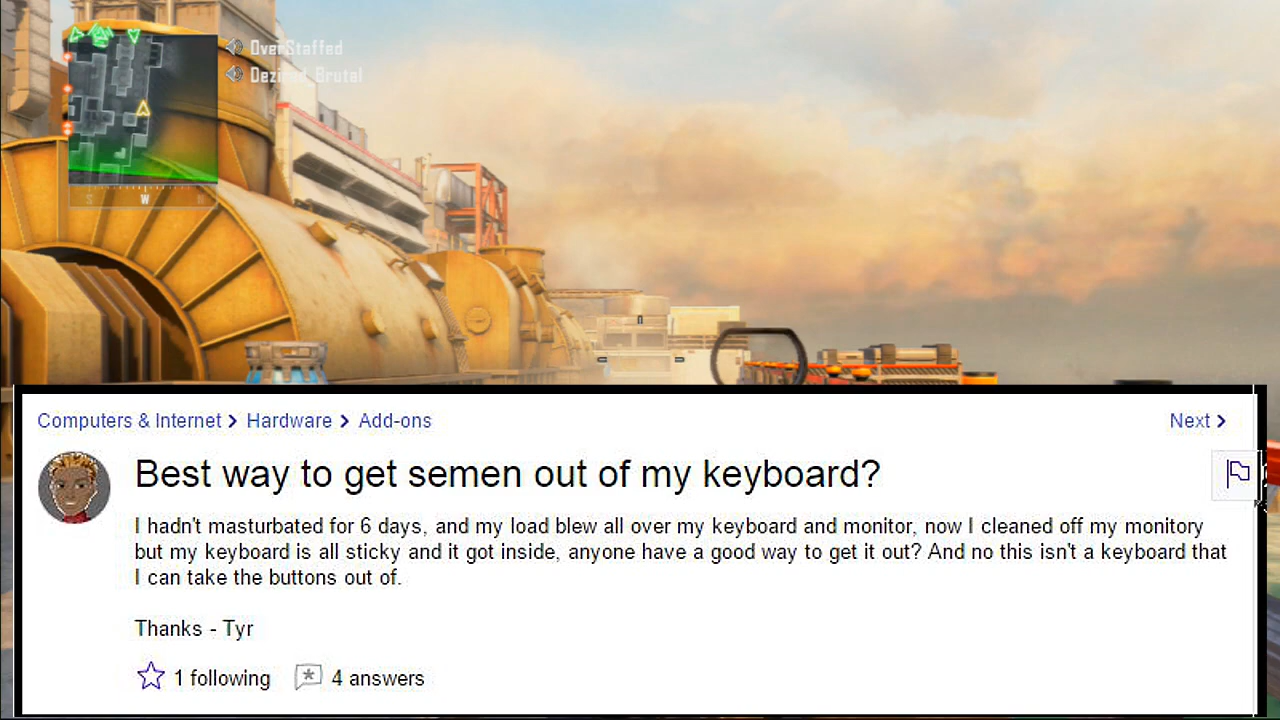 OverStaffed
Dezired Brutal
S W N
Computers & Internet > Hardware > Add-ons
Next >
Best way to get semen out of my keyboard?
I hadn't masturbated for 6 days, and my load blew all over my keyboard and monitor, now I cleaned off my monitory
but my keyboard is all sticky and it got inside, anyone have a good way to get it out? And no this isn't a keyboard that
I can take the buttons out of.
Thanks - Tyr
1 following
4 answers